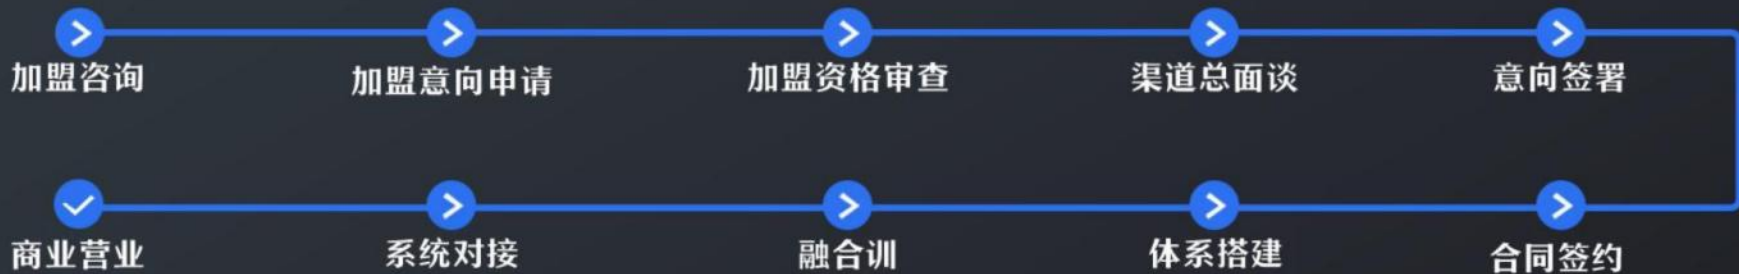 加盟咨询
加盟意向申请
加盟资格审查
渠道总面谈
意向签署
商业营业
系统对接
融合训
体系搭建
合同签约